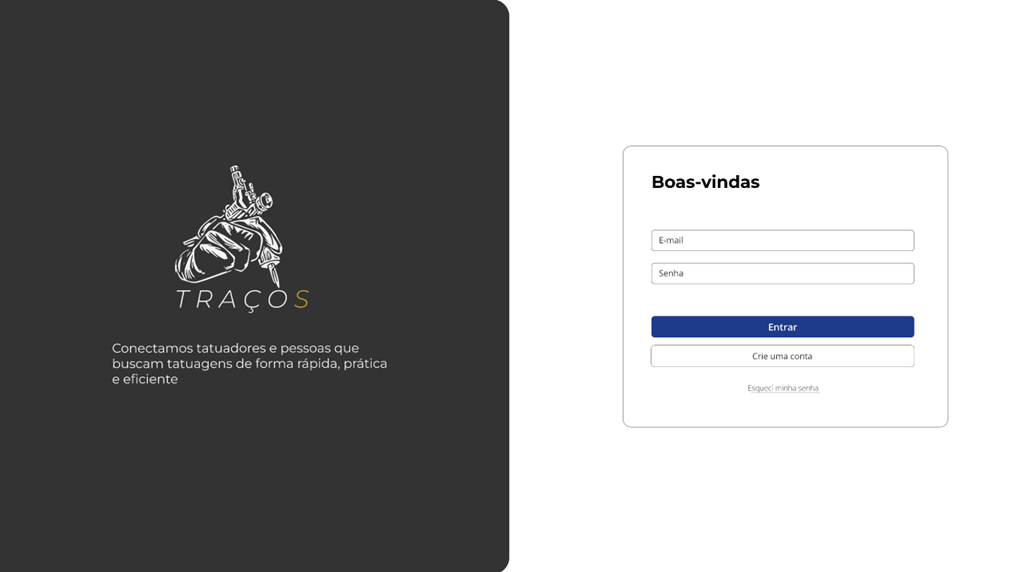 TRAÇOS
Conectamos tatuadores e pessoas que
buscam tatuagens de forma rápida, prática
e eficiente
Boas-vindas
E-mail
Senha
Entrar
Crie uma conta
Esqueci minha senha